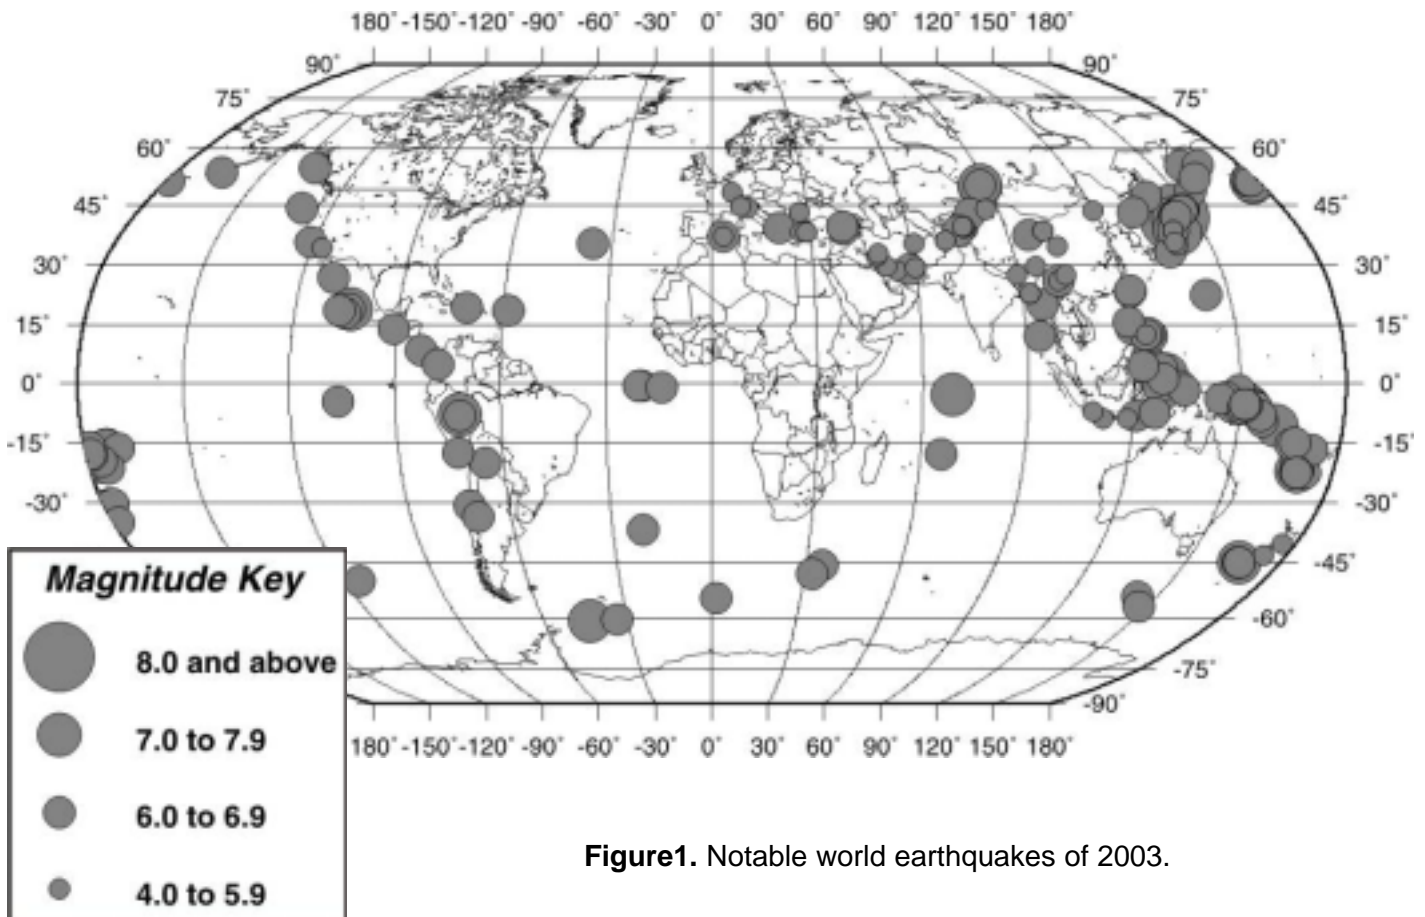 180˚ -150˚ -120˚ -90˚ -60˚ -30˚ 0˚ 30˚ 60˚ 90˚ 120˚ 150˚ 180˚
90˚ 90˚
75˚ 75˚
60˚ 60˚
45˚ 45˚
30˚ 30˚
15˚ 15˚
0˚ 0˚
-15˚ -15˚
-30˚ -30˚
-45˚
-60˚
-75˚
-90˚
180˚ -150˚ -120˚ -90˚ -60˚ -30˚ 0˚ 30˚ 60˚ 90˚ 120˚ 150˚ 180˚
Magnitude Key
8.0 and above
7.0 to 7.9
6.0 to 6.9
4.0 to 5.9
Figure1. Notable world earthquakes of 2003.